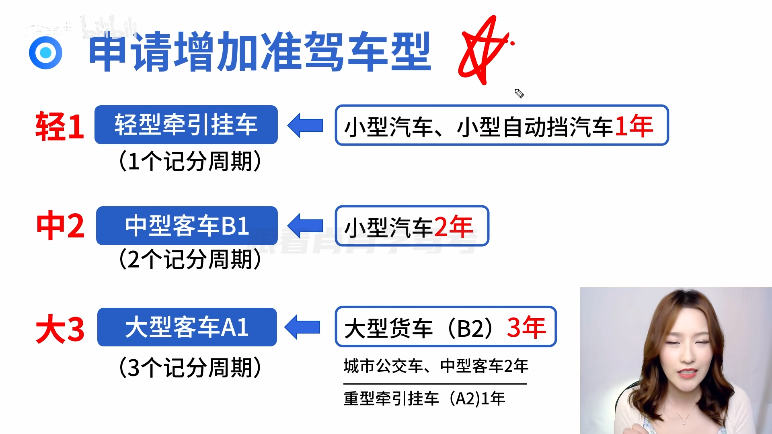 申请增加准驾车型
轻1 轻型牵引挂车 小型汽车、小型自动挡汽车1年
（1个记分周期）
中2 中型客车B1 小型汽车2年
（2个记分周期）
大3 大型客车A1 大型货车（B2）3年
（3个记分周期）
城市公交车、中型客车2年
重型牵引挂车（A2)1年